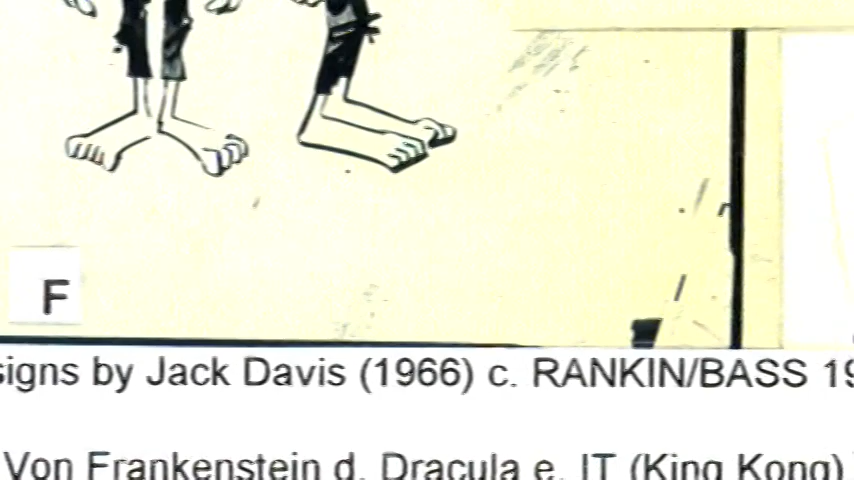 F
signs by Jack Davis (1966) c. RANKIN/BASS 19
Von Frankenstein d. Dracula e. IT (King Kong)